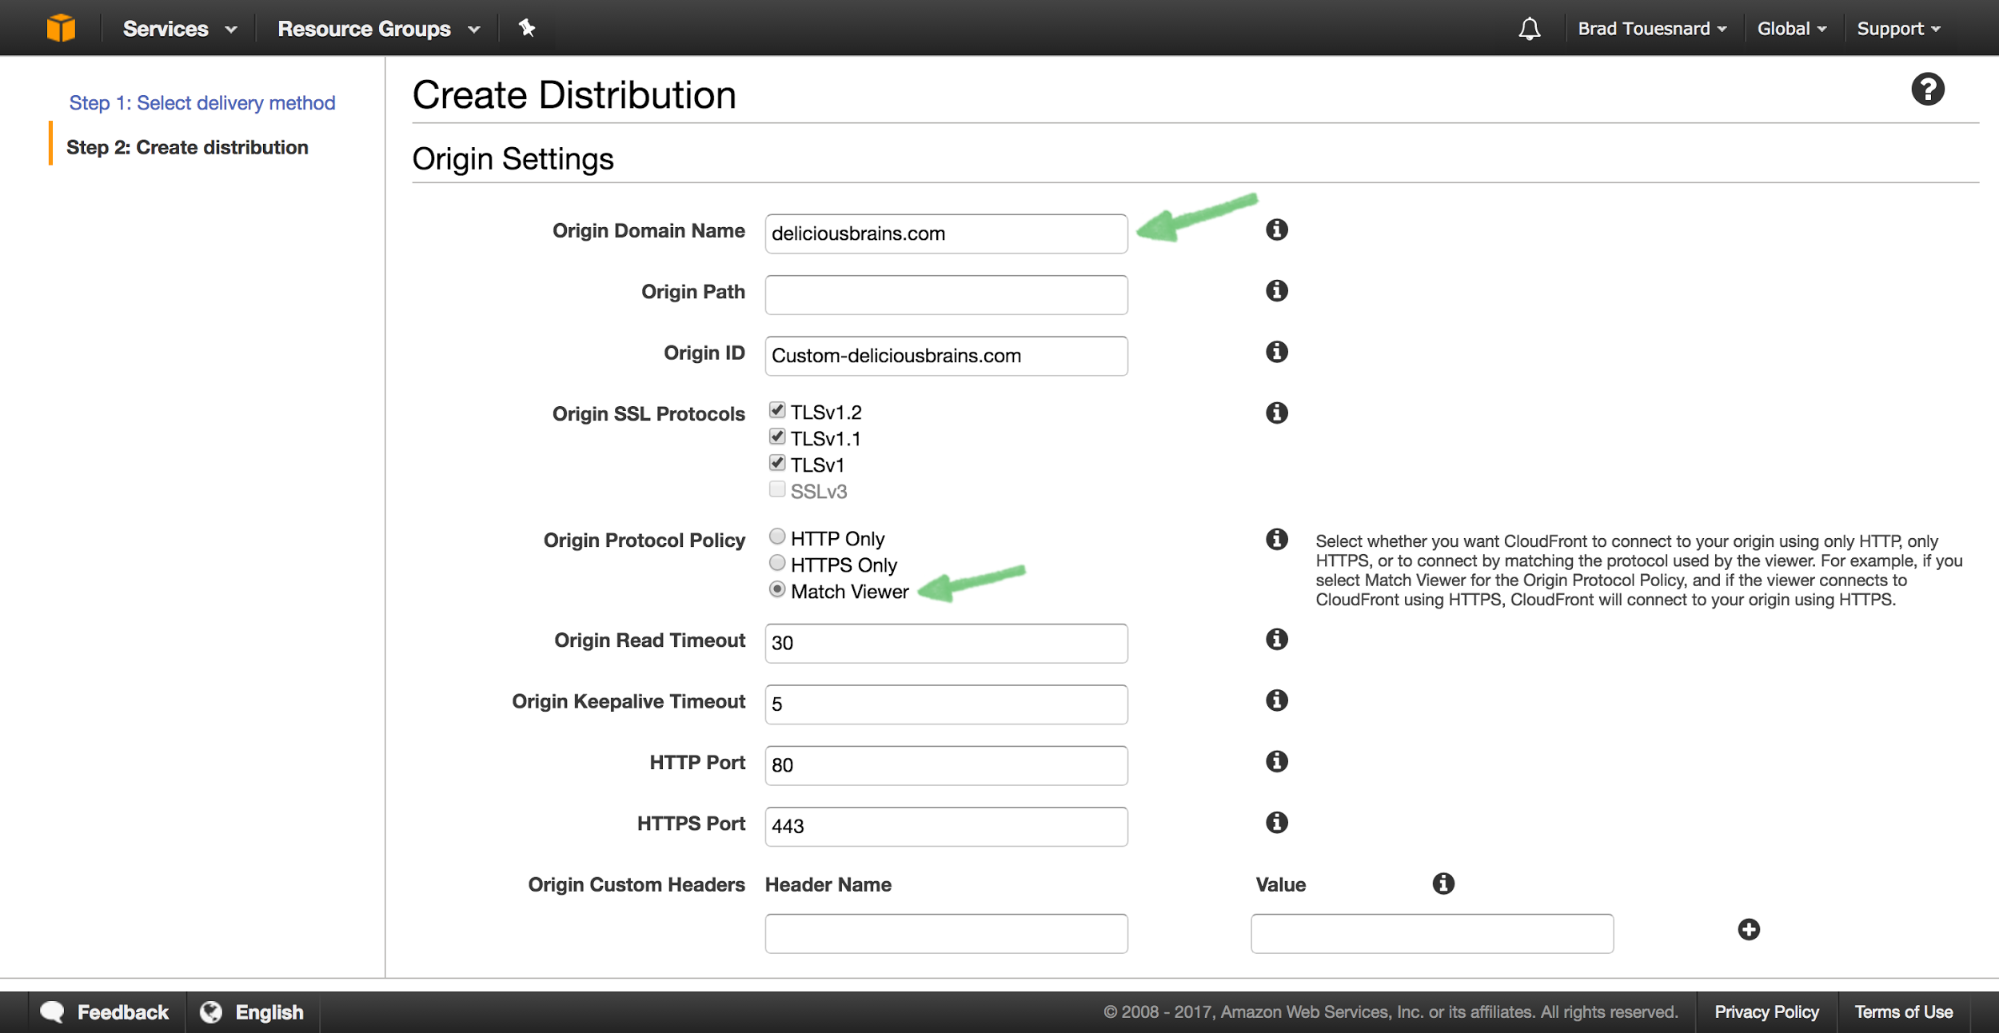 Services
Resource Groups
Brad Touesnard
Global
Support
Step 1: Select delivery method
Step 2: Create distribution
Create Distribution
Origin Settings
Origin Domain Name
deliciousbrains.com
Origin Path
Origin ID
Custom-deliciousbrains.com
Origin SSL Protocols
TLSv1.2
TLSv1.1
TLSv1
SSLv3
Origin Protocol Policy
HTTP Only
HTTPS Only
Match Viewer
Select whether you want CloudFront to connect to your origin using only HTTP, only
HTTPS, or to connect by matching the protocol used by the viewer. For example, if you
select Match Viewer for the Origin Protocol Policy, and if the viewer connects to
CloudFront using HTTPS, CloudFront will connect to your origin using HTTPS.
Origin Read Timeout
30
Origin Keepalive Timeout
5
HTTP Port
80
HTTPS Port
443
Origin Custom Headers
Header Name
Value
Feedback
English
© 2008 - 2017, Amazon Web Services, Inc. or its affiliates. All rights reserved.
Privacy Policy
Terms of Use